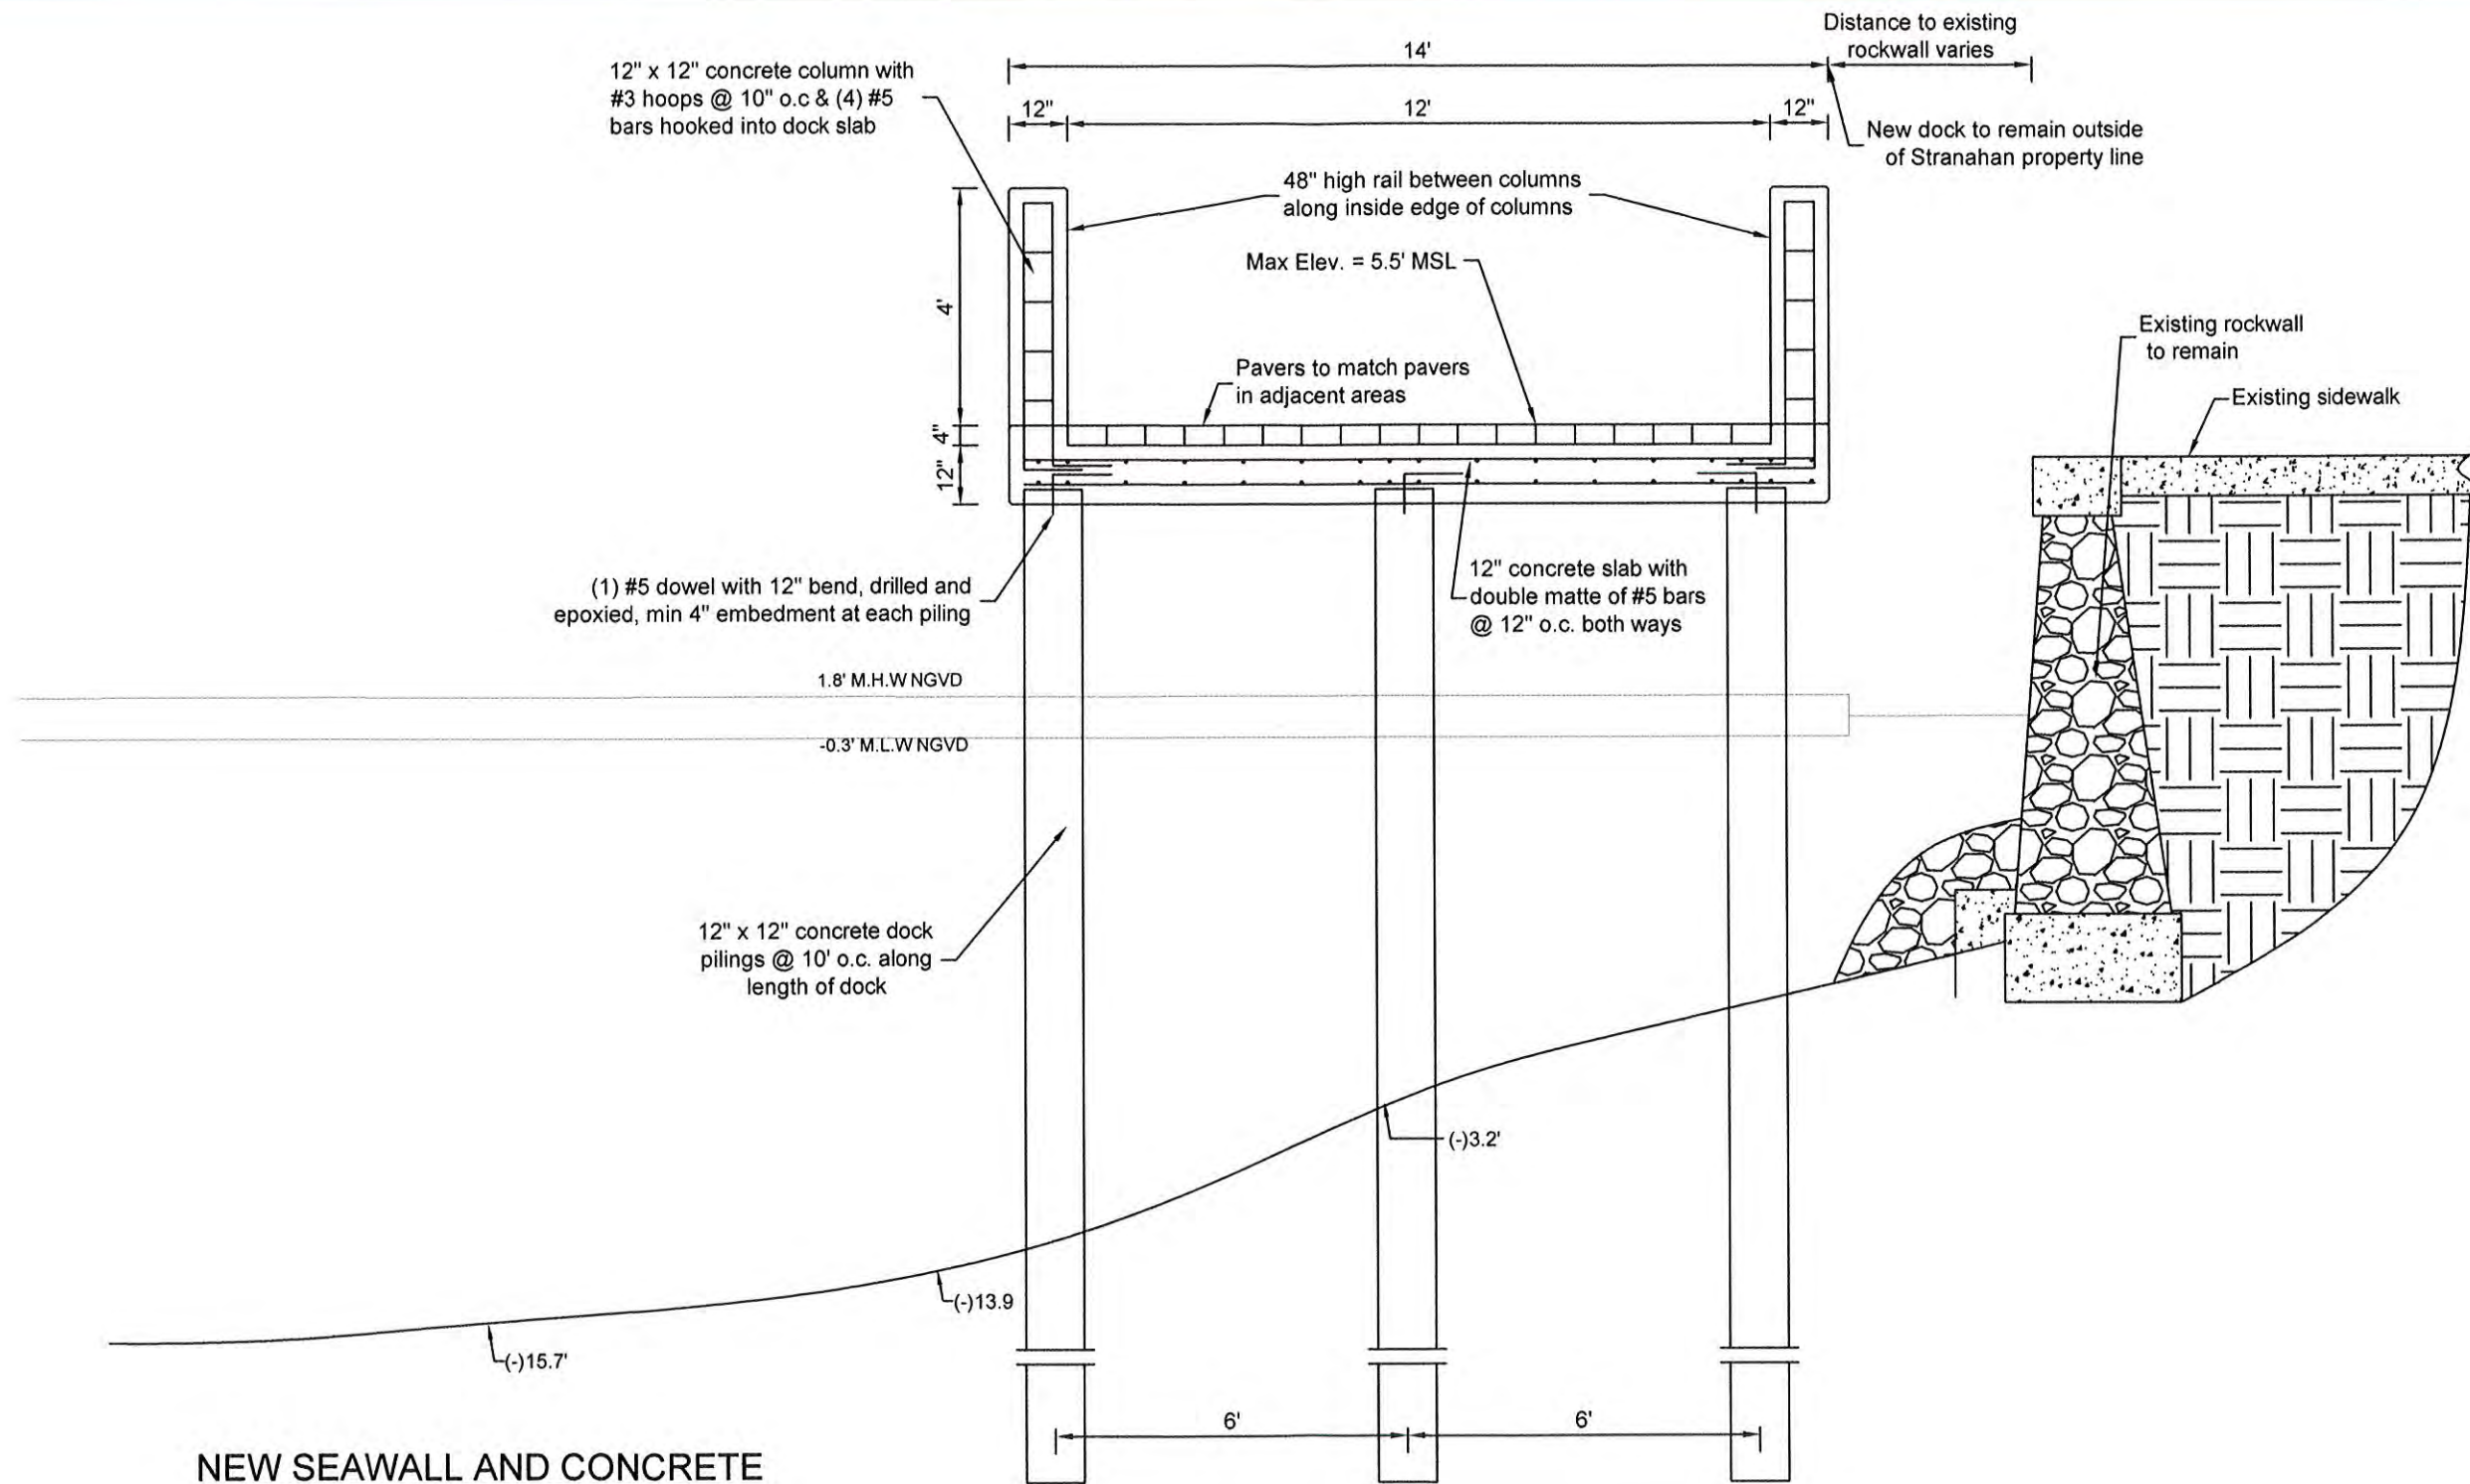 Distance to existing
rockwall varies
14'
12" x 12" concrete column with
#3 hoops @ 10" o.c & (4) #5
bars hooked into dock slab
12"
12'
12"
New dock to remain outside
of Stranahan property line
48" high rail between columns
along inside edge of columns
Max Elev. = 5.5' MSL
4'
Existing rockwall
to remain
Pavers to match pavers
in adjacent areas
Existing sidewalk
4"
12"
(1) #5 dowel with 12" bend, drilled and
epoxied, min 4" embedment at each piling
12" concrete slab with
double matte of #5 bars
@ 12" o.c. both ways
1.8' M.H.W NGVD
-0.3' M.L.W NGVD
12" x 12" concrete dock
pilings @ 10' o.c. along
length of dock
(-)3.2'
(-)13.9
(-)15.7'
6'
6'
NEW SEAWALL AND CONCRETE